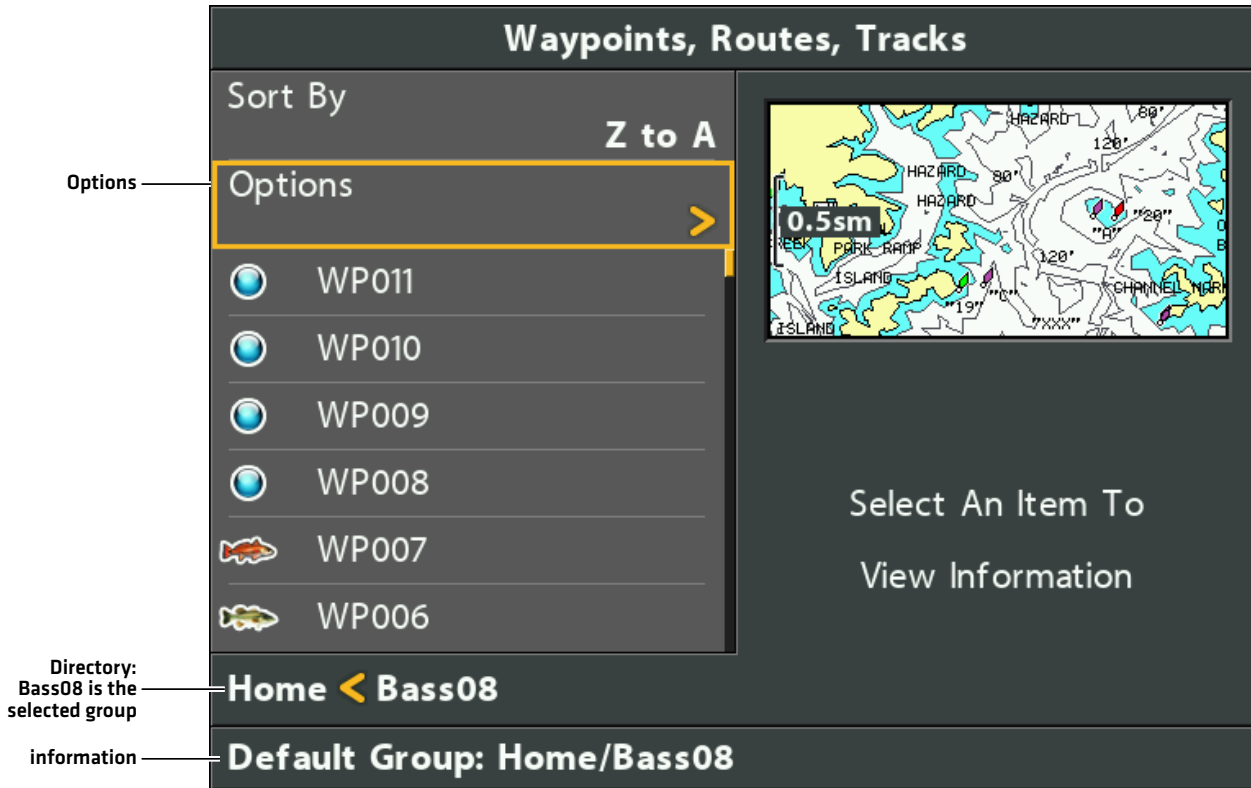 Waypoints, Routes, Tracks
Sort By
Z to A
Options
Options
>
WP011
WP010
WP009
WP008
WP007
WP006
HAZARD
80'
120'
HAZARD
80'
HAZARD
0.5sm
"20"
"A"
PARK RAMP
120'
ISLAND
"C"
CHANNEL MARK
"19"
"XXX"
ISLAND
Select An Item To
View Information
Directory:
Bass08 is the
selected group
Home < Bass08
information
Default Group: Home/Bass08